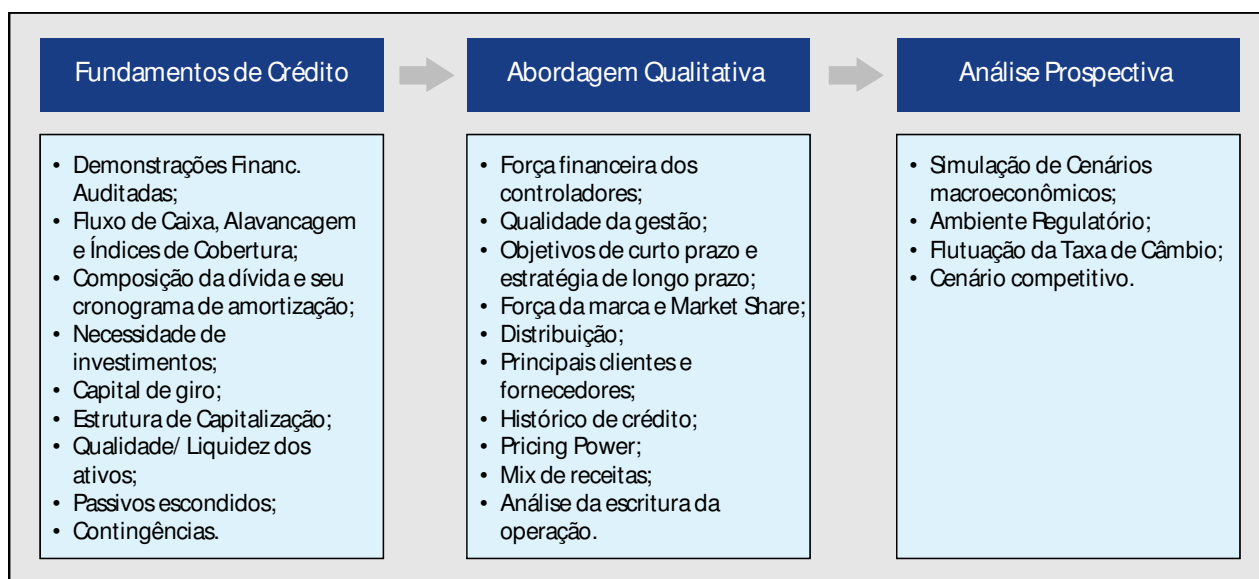 Fundamentos de Crédito
• Demonstrações Financ.
Auditadas;
• Fluxo de Caixa, Alavancagem
e Índices de Cobertura;
• Composição da dívida e seu
cronograma de amortização;
• Necessidade de
investimentos;
• Capital de giro;
• Estrutura de Capitalização;
• Qualidade/ Liquidez dos
ativos;
• Passivos escondidos;
• Contingências.
Abordagem Qualitativa
• Força financeira dos
controladores;
• Qualidade da gestão;
• Objetivos de curto prazo e
estratégia de longo prazo;
• Força da marca e Market Share;
• Distribuição;
• Principais clientes e
fornecedores;
• Histórico de crédito;
• Pricing Power;
• Mix de receitas;
• Análise da escritura da
operação.
Análise Prospectiva
• Simulação de Cenários
macroeconômicos;
• Ambiente Regulatório;
• Flutuação da Taxa de Câmbio;
• Cenário competitivo.